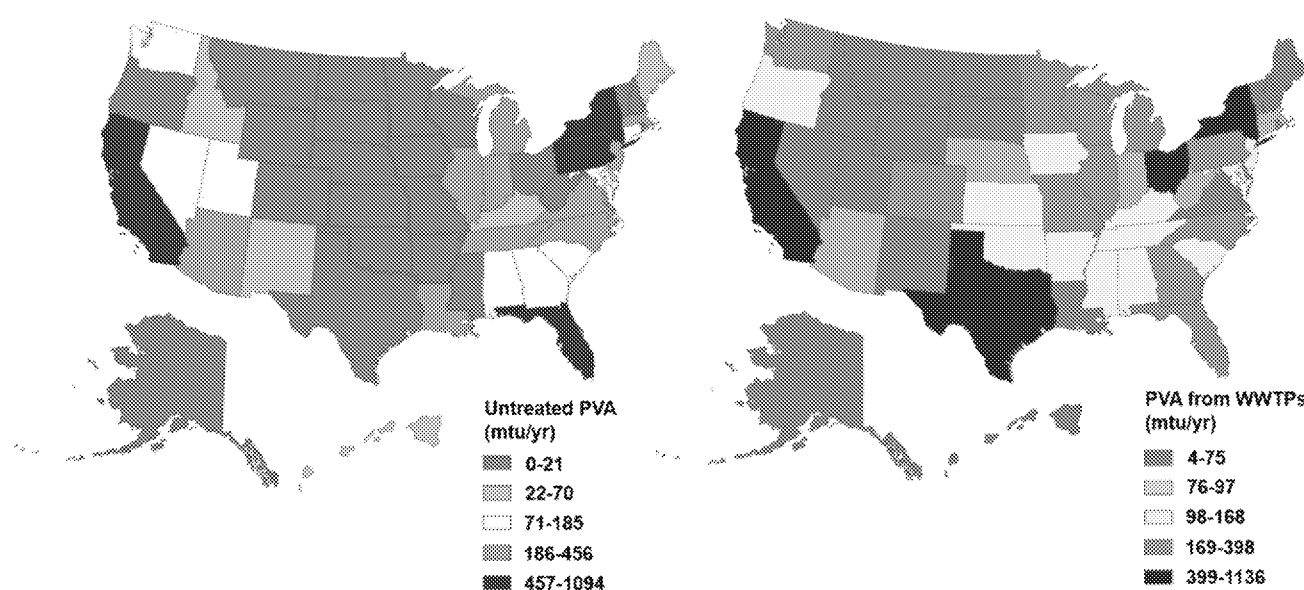 Untreated PVA
(mtu/yr)
0-21
22-70
71-185
186-456
457-1094
PVA from WWTPs
(mtu/yr)
4-75
76-97
98-168
169-398
399-1136